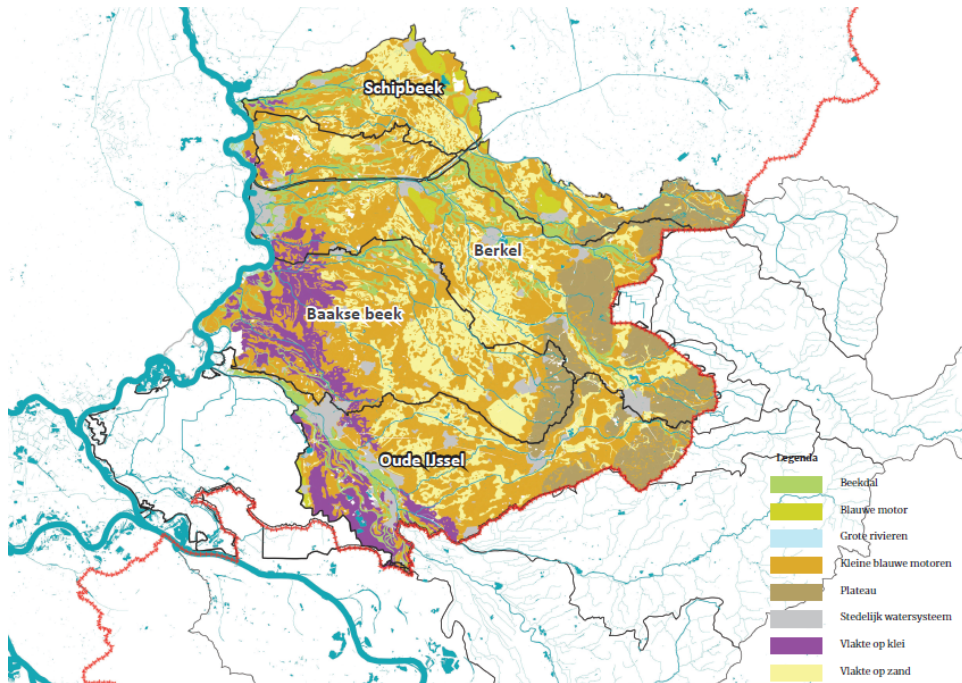 Schipbeek
Berkel
Baakse beek
Oude IJssel
Legenda
Beekdal
Blauwe motor
Grote rivieren
Kleine blauwe motoren
Plateau
Stedelijk watersysteem
Vlakte op klei
Vlakte op zand